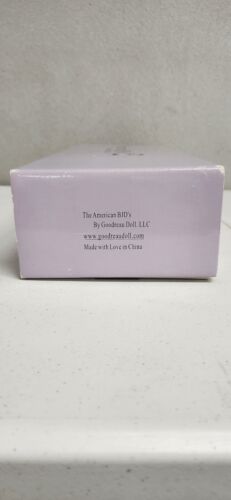 The American BJD's
By Goodreau Doll, LLC
www.goodreaudoll.com
Made with Love in China